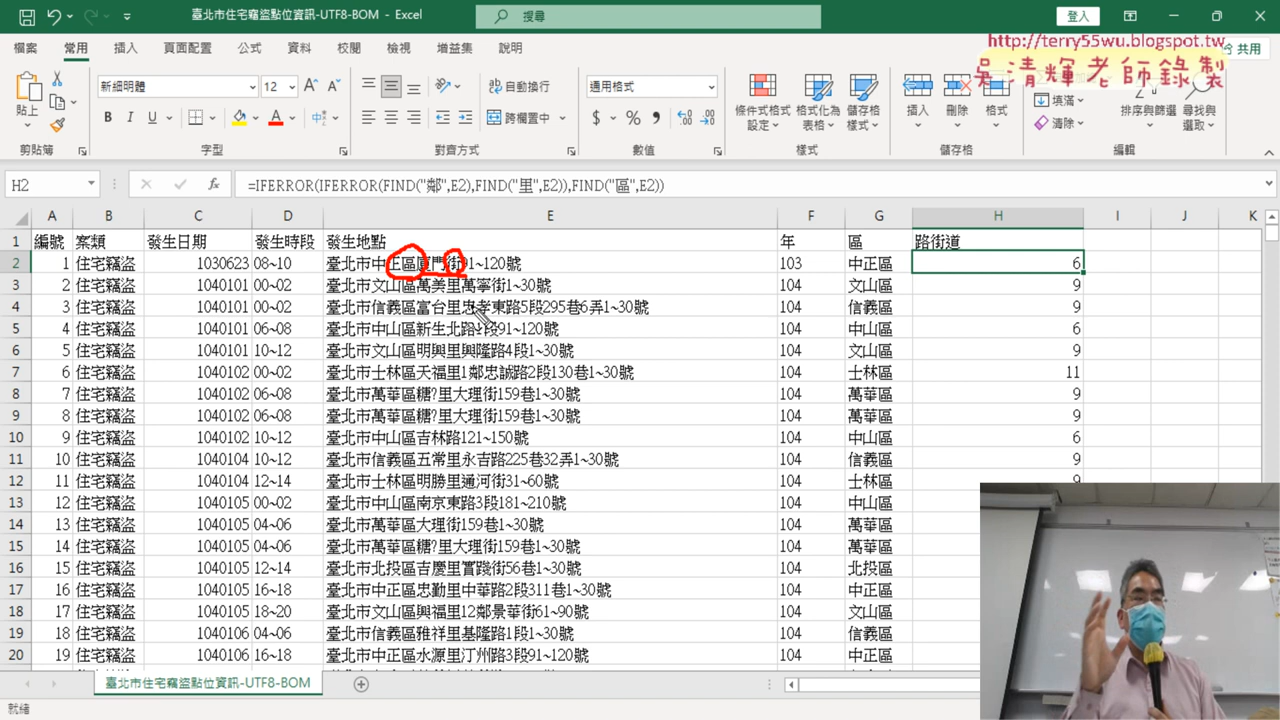 臺北市住宅竊盜點位資訊-UTF8-BOM - Excel
搜尋
登入
檔案 常用 插入 頁面配置 公式 資料 校閱 檢視 增益集 說明
共用
http://terry55wu.blogspot.tw
吳清輝老師錄製
貼上
新細明體 12
自動換行
跨欄置中
通用格式
條件式格式設定
格式化為表格
儲存格樣式
插入 刪除 格式
填滿
清除
排序與篩選
尋找與選取
剪貼簿 字型 對齊方式 數值 樣式 儲存格 編輯
H2 =IFERROR(IFERROR(FIND("鄰",E2),FIND("里",E2)),FIND("區",E2))
A B C D E F G H I J K
1 編號 案類 發生日期 發生時段 發生地點 年 區 路街道
2 1 住宅竊盜 1030623 08~10 臺北市中正區廈門街91~120號 103 中正區 6
3 2 住宅竊盜 1040101 00~02 臺北市文山區萬美里萬寧街1~30號 104 文山區 9
4 3 住宅竊盜 1040101 00~02 臺北市信義區富台里忠孝東路5段295巷6弄1~30號 104 信義區 9
5 4 住宅竊盜 1040101 06~08 臺北市中山區新生北路1段91~120號 104 中山區 6
6 5 住宅竊盜 1040101 10~12 臺北市文山區明興里興隆路4段1~30號 104 文山區 9
7 6 住宅竊盜 1040102 00~02 臺北市士林區天福里1鄰忠誠路2段130巷1~30號 104 士林區 11
8 7 住宅竊盜 1040102 06~08 臺北市萬華區糖?里大理街159巷1~30號 104 萬華區 9
9 8 住宅竊盜 1040102 06~08 臺北市萬華區糖?里大理街159巷1~30號 104 萬華區 9
10 9 住宅竊盜 1040102 10~12 臺北市中山區吉林路121~150號 104 中山區 6
11 10 住宅竊盜 1040104 10~12 臺北市信義區五常里永吉路225巷32弄1~30號 104 信義區 9
12 11 住宅竊盜 1040104 12~14 臺北市士林區明勝里通河街31~60號 104 士林區 9
13 12 住宅竊盜 1040105 00~02 臺北市中山區南京東路3段181~210號 104 中山區
14 13 住宅竊盜 1040105 04~06 臺北市萬華區大理街159巷1~30號 104 萬華區
15 14 住宅竊盜 1040105 04~06 臺北市萬華區糖?里大理街159巷1~30號 104 萬華區
16 15 住宅竊盜 1040105 12~14 臺北市北投區吉慶里實踐街56巷1~30號 104 北投區
17 16 住宅竊盜 1040105 16~18 臺北市中正區忠勤里中華路2段311巷1~30號 104 中正區
18 17 住宅竊盜 1040105 18~20 臺北市文山區興福里12鄰景華街61~90號 104 文山區
19 18 住宅竊盜 1040106 04~06 臺北市信義區雅祥里基隆路1段1~30號 104 信義區
20 19 住宅竊盜 1040106 16~18 臺北市中正區水源里汀州路3段91~120號 104 中正區
臺北市住宅竊盜點位資訊-UTF8-BOM
就緒